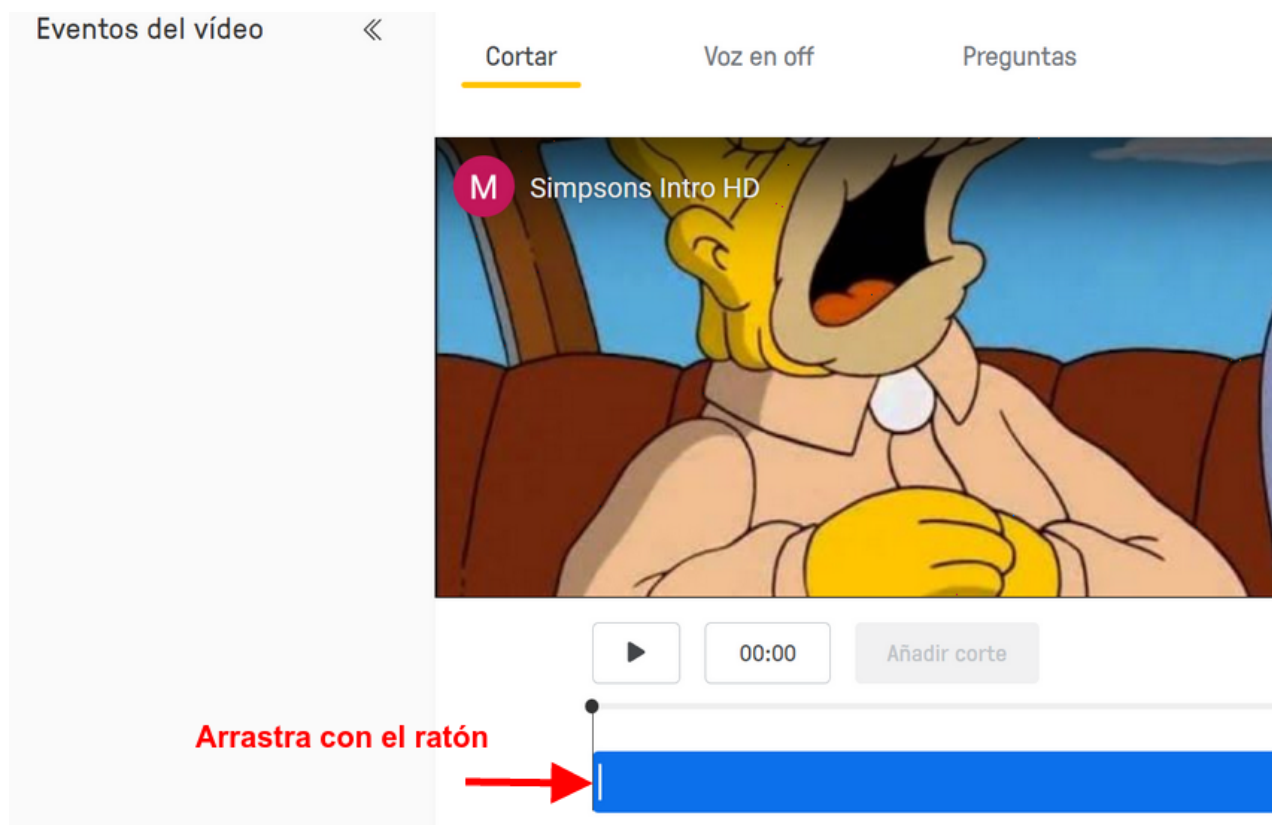 Eventos del vídeo
Cortar
Voz en off
Preguntas
M
Simpsons Intro HD
00:00
Añadir corte
Arrastra con el ratón